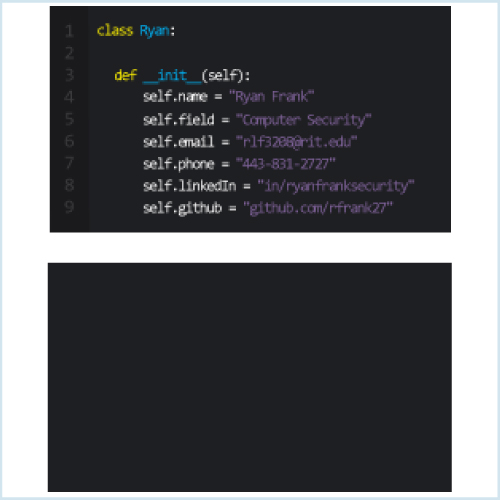 1 class Ryan:
2
3 def __init__(self):
4 self.name = "Ryan Frank"
5 self.field = "Computer Security"
6 self.email = "rlf3208@rit.edu"
7 self.phone = "443-831-2727"
8 self.linkedIn = "in/ryanfranksecurity"
9 self.github = "github.com/rfrank27"